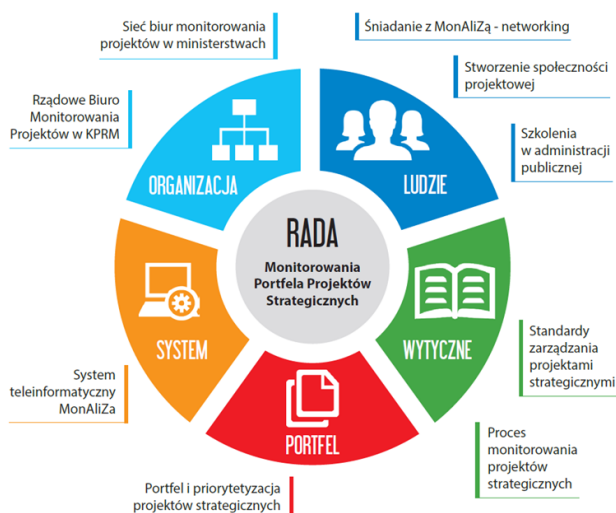 Sieć biur monitorowania
projektów w ministerstwach
Śniadanie z MonAliZą - networking
Stworzenie społeczności
projektowej
Rządowe Biuro
Monitorowania
Projektów w KPRM
Szkolenia
w administracji
publicznej
ORGANIZACJA
LUDZIE
RADA
Monitorowania
Portfela Projektów
Strategicznych
SYSTEM
WYTYCZNE
Standardy
zarządzania
projektami
strategicznymi
System
teleinformatyczny
MonAliZa
PORTFEL
Proces
monitorowania
projektów
strategicznych
Portfel i priorytetyzacja
projektów strategicznych